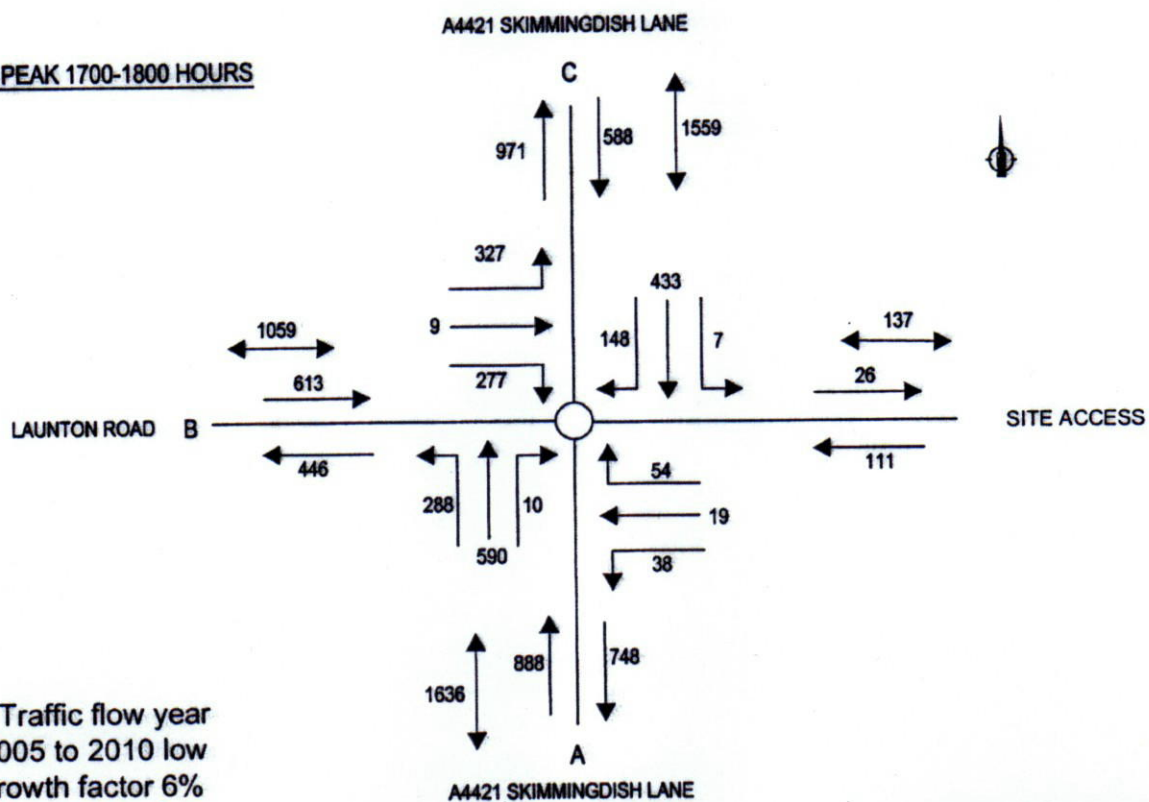 A4421 SKIMMINGDISH LANE
PEAK 1700-1800 HOURS
C
971
588
1559
327
433
9
148
7
137
1059
277
26
613
LAUNTON ROAD B
SITE ACCESS
446
111
54
288
10
19
590
38
888
748
1636
Traffic flow year
005 to 2010 low
rowth factor 6%
A
A4421 SKIMMINGDISH LANE